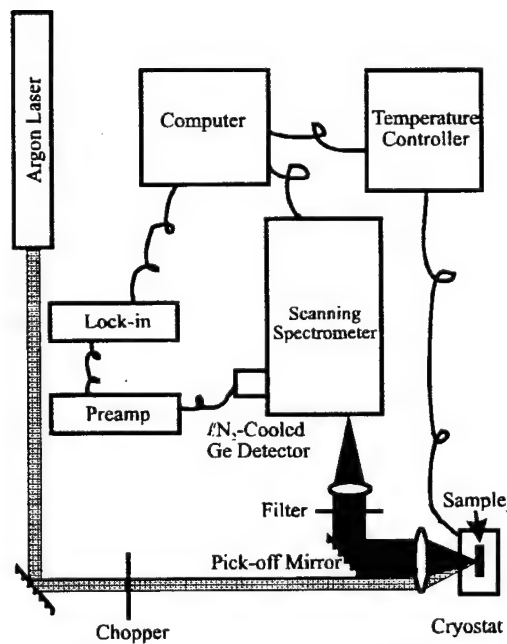 Argon Laser
Computer
Temperature
Controller
Scanning
Spectrometer
Lock-in
Preamp
ℓN₂-Cooled
Ge Detector
Filter
Sample
Pick-off Mirror
Chopper
Cryostat